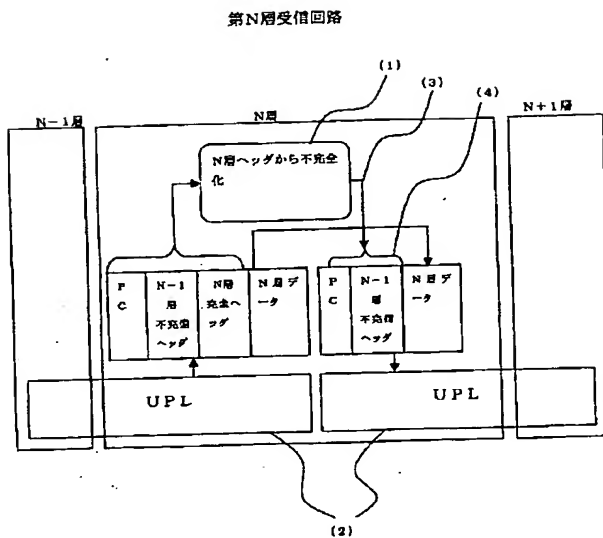 第N層受信回路
(1)
(3)
(4)
N-1層
N層
N+1層
N層ヘッダから不完全
化
P
C
N-1
層
不完全
ヘッダ
N層
完全ヘ
ッダ
N層デ
ータ
P
C
N-1
層
不完備
ヘッダ
N層デ
ータ
UPL
UPL
(2)